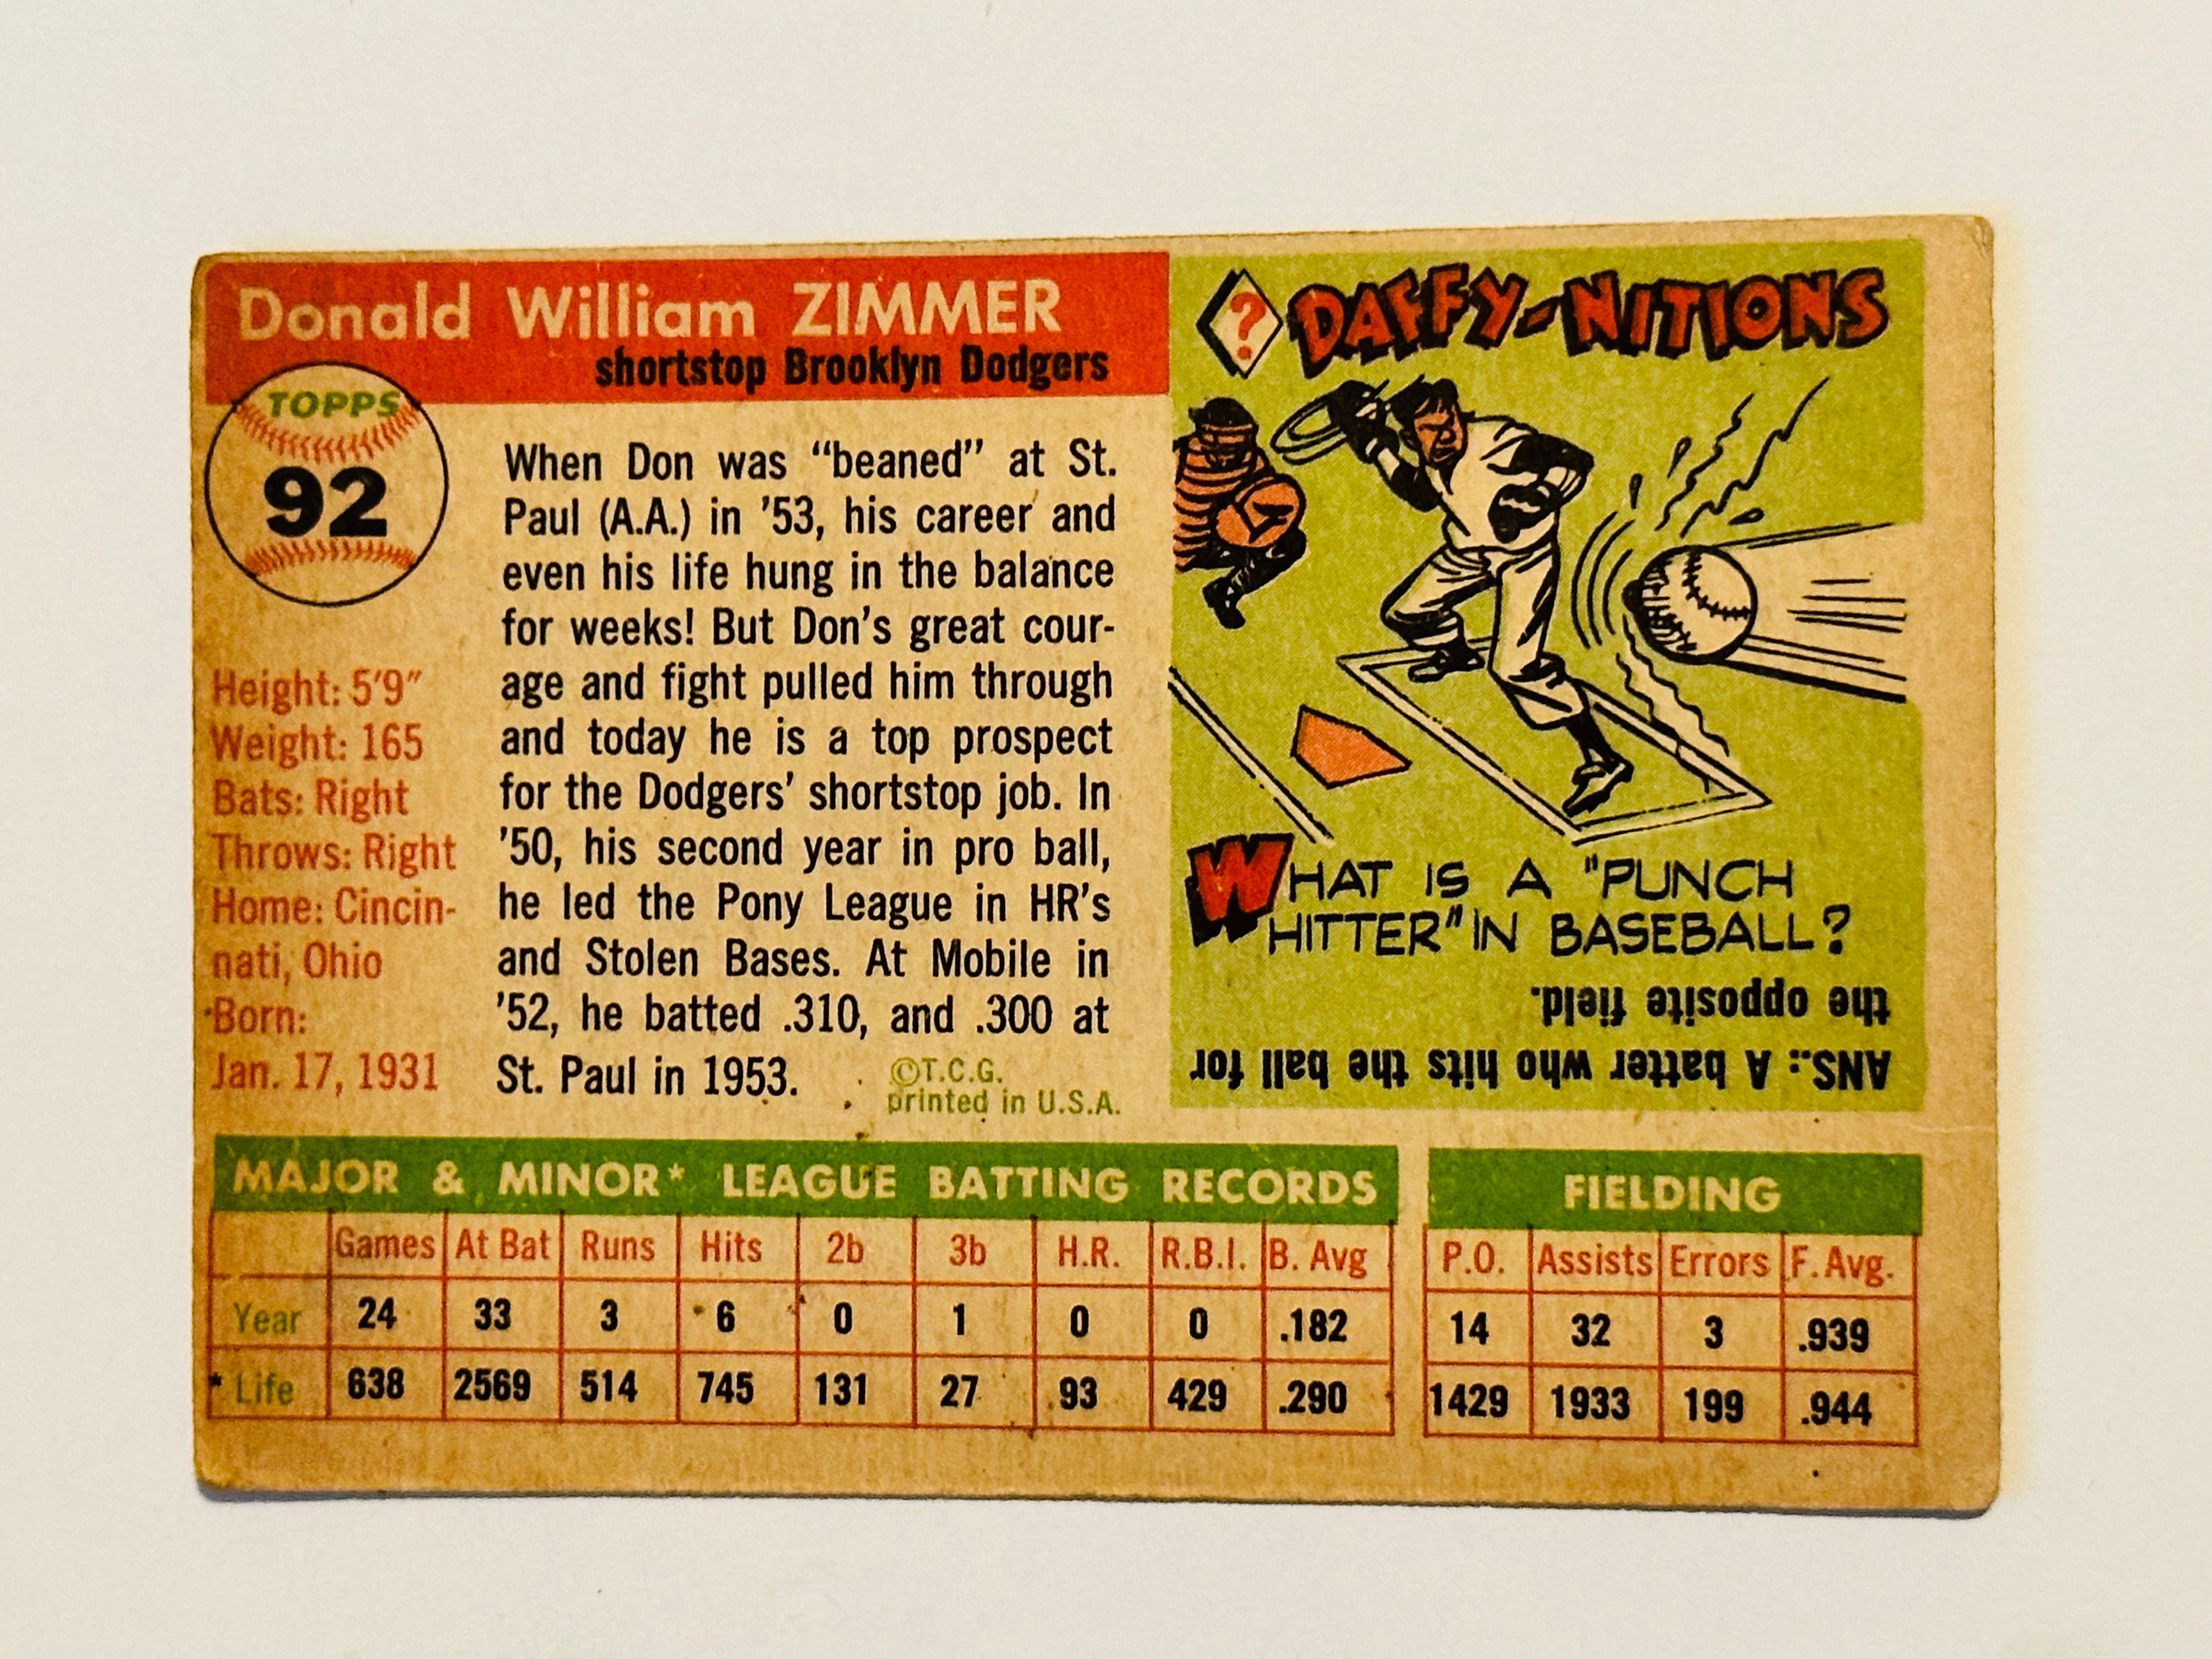 Donald William ZIMMER
shortstop Brooklyn Dodgers
TOPPS
92
Height: 5'9"
Weight: 165
Bats: Right
Throws: Right
Home: Cincin-
nati, Ohio
Born:
Jan. 17, 1931
When Don was "beaned" at St.
Paul (A.A.) in '53, his career and
even his life hung in the balance
for weeks! But Don's great cour-
age and fight pulled him through
and today he is a top prospect
for the Dodgers' shortstop job. In
'50, his second year in pro ball,
he led the Pony League in HR's
and Stolen Bases. At Mobile in
'52, he batted .310, and .300 at
St. Paul in 1953.
©T.C.G.
printed in U.S.A.
? DAFFY-NITIONS
WHAT IS A "PUNCH
HITTER" IN BASEBALL?
ANS.: A batter who hits the ball for
the opposite field.
MAJOR & MINOR* LEAGUE BATTING RECORDS
Games At Bat Runs Hits 2b 3b H.R. R.B.I. B. Avg
Year 24 33 3 6 0 1 0 0 .182
* Life 638 2569 514 745 131 27 93 429 .290
FIELDING
P.O. Assists Errors F. Avg.
14 32 3 .939
1429 1933 199 .944